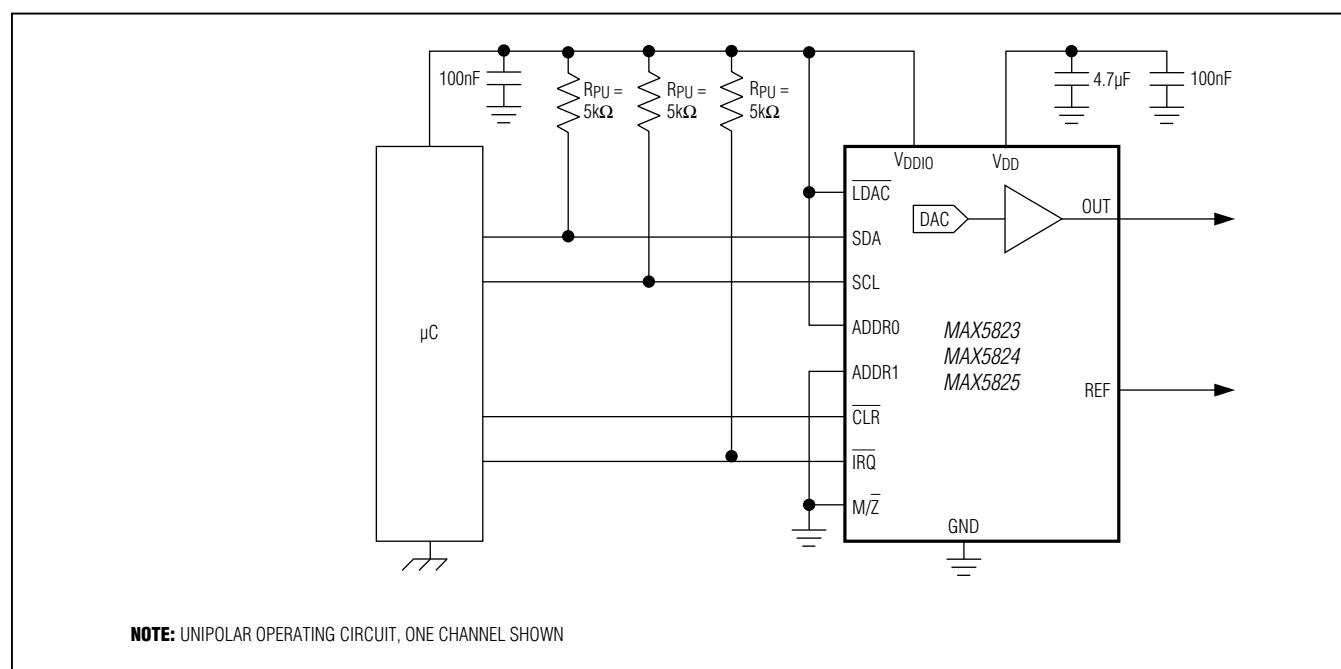 100nF
RPU =
5kΩ
RPU =
5kΩ
RPU =
5kΩ
4.7µF
100nF
VDDIO
VDD
LDAC
DAC
OUT
SDA
SCL
µC
ADDR0
MAX5823
MAX5824
MAX5825
ADDR1
REF
CLR
IRQ
M/Z
GND
NOTE: UNIPOLAR OPERATING CIRCUIT, ONE CHANNEL SHOWN